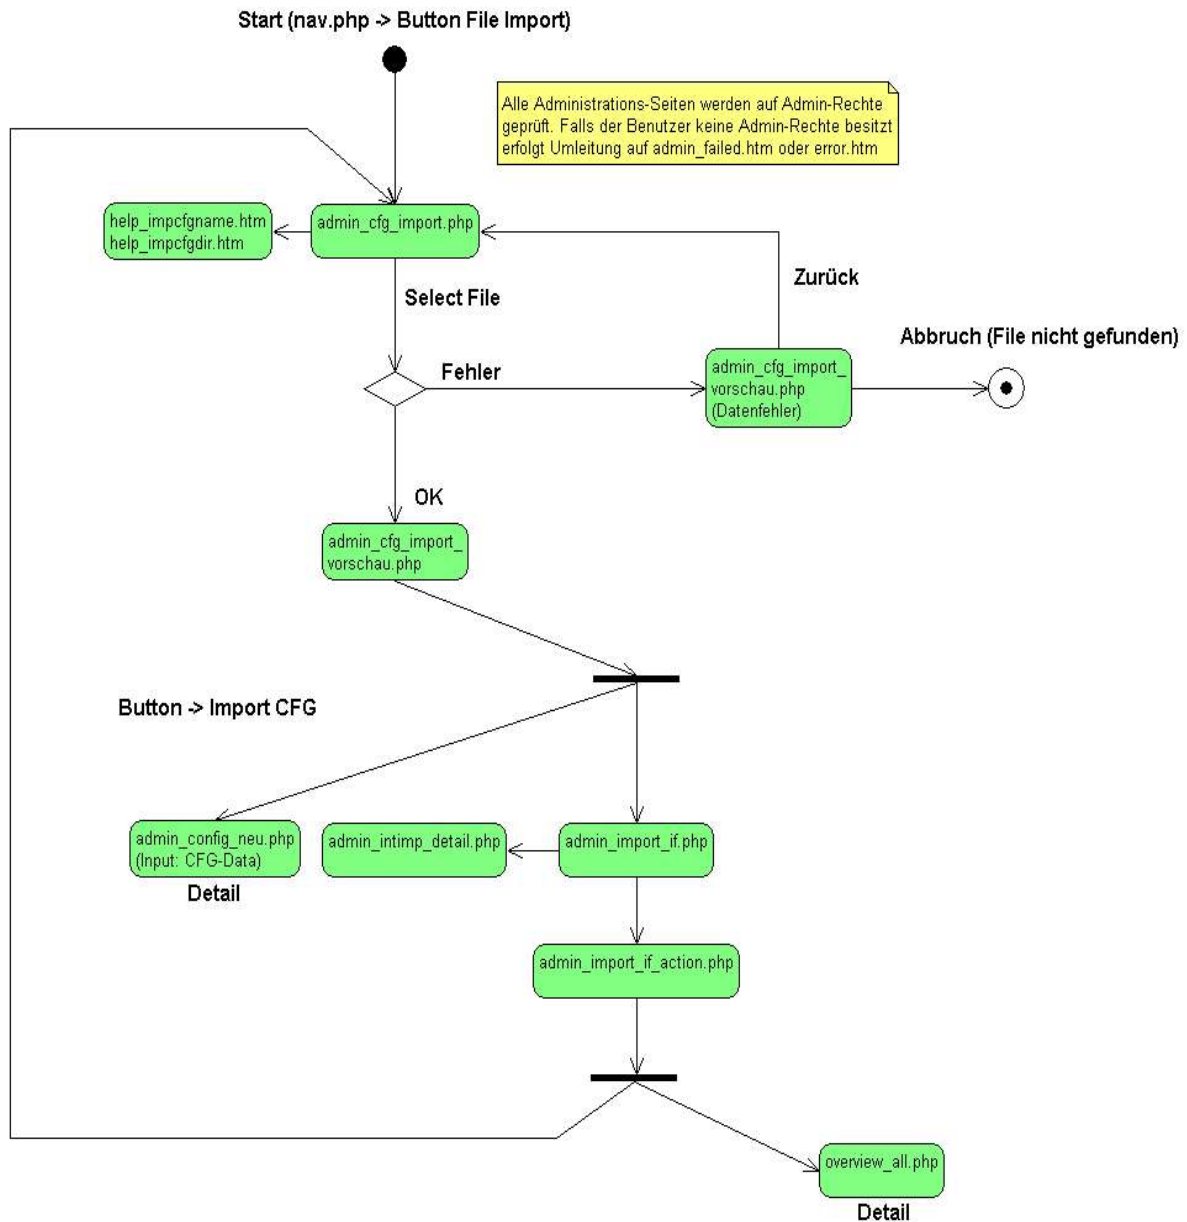 Start (nav.php -> Button File Import)
Alle Administrations-Seiten werden auf Admin-Rechte
geprüft. Falls der Benutzer keine Admin-Rechte besitzt
erfolgt Umleitung auf admin_failed.htm oder error.htm
help_impcfgname.htm
help_impcfgdir.htm
admin_cfg_import.php
Zurück
Select File
Abbruch (File nicht gefunden)
Fehler
admin_cfg_import_
vorschau.php
(Datenfehler)
OK
admin_cfg_import_
vorschau.php
Button -> Import CFG
admin_config_neu.php
(Input: CFG-Data)
Detail
admin_intimp_detail.php
admin_import_if.php
admin_import_if_action.php
overview_all.php
Detail